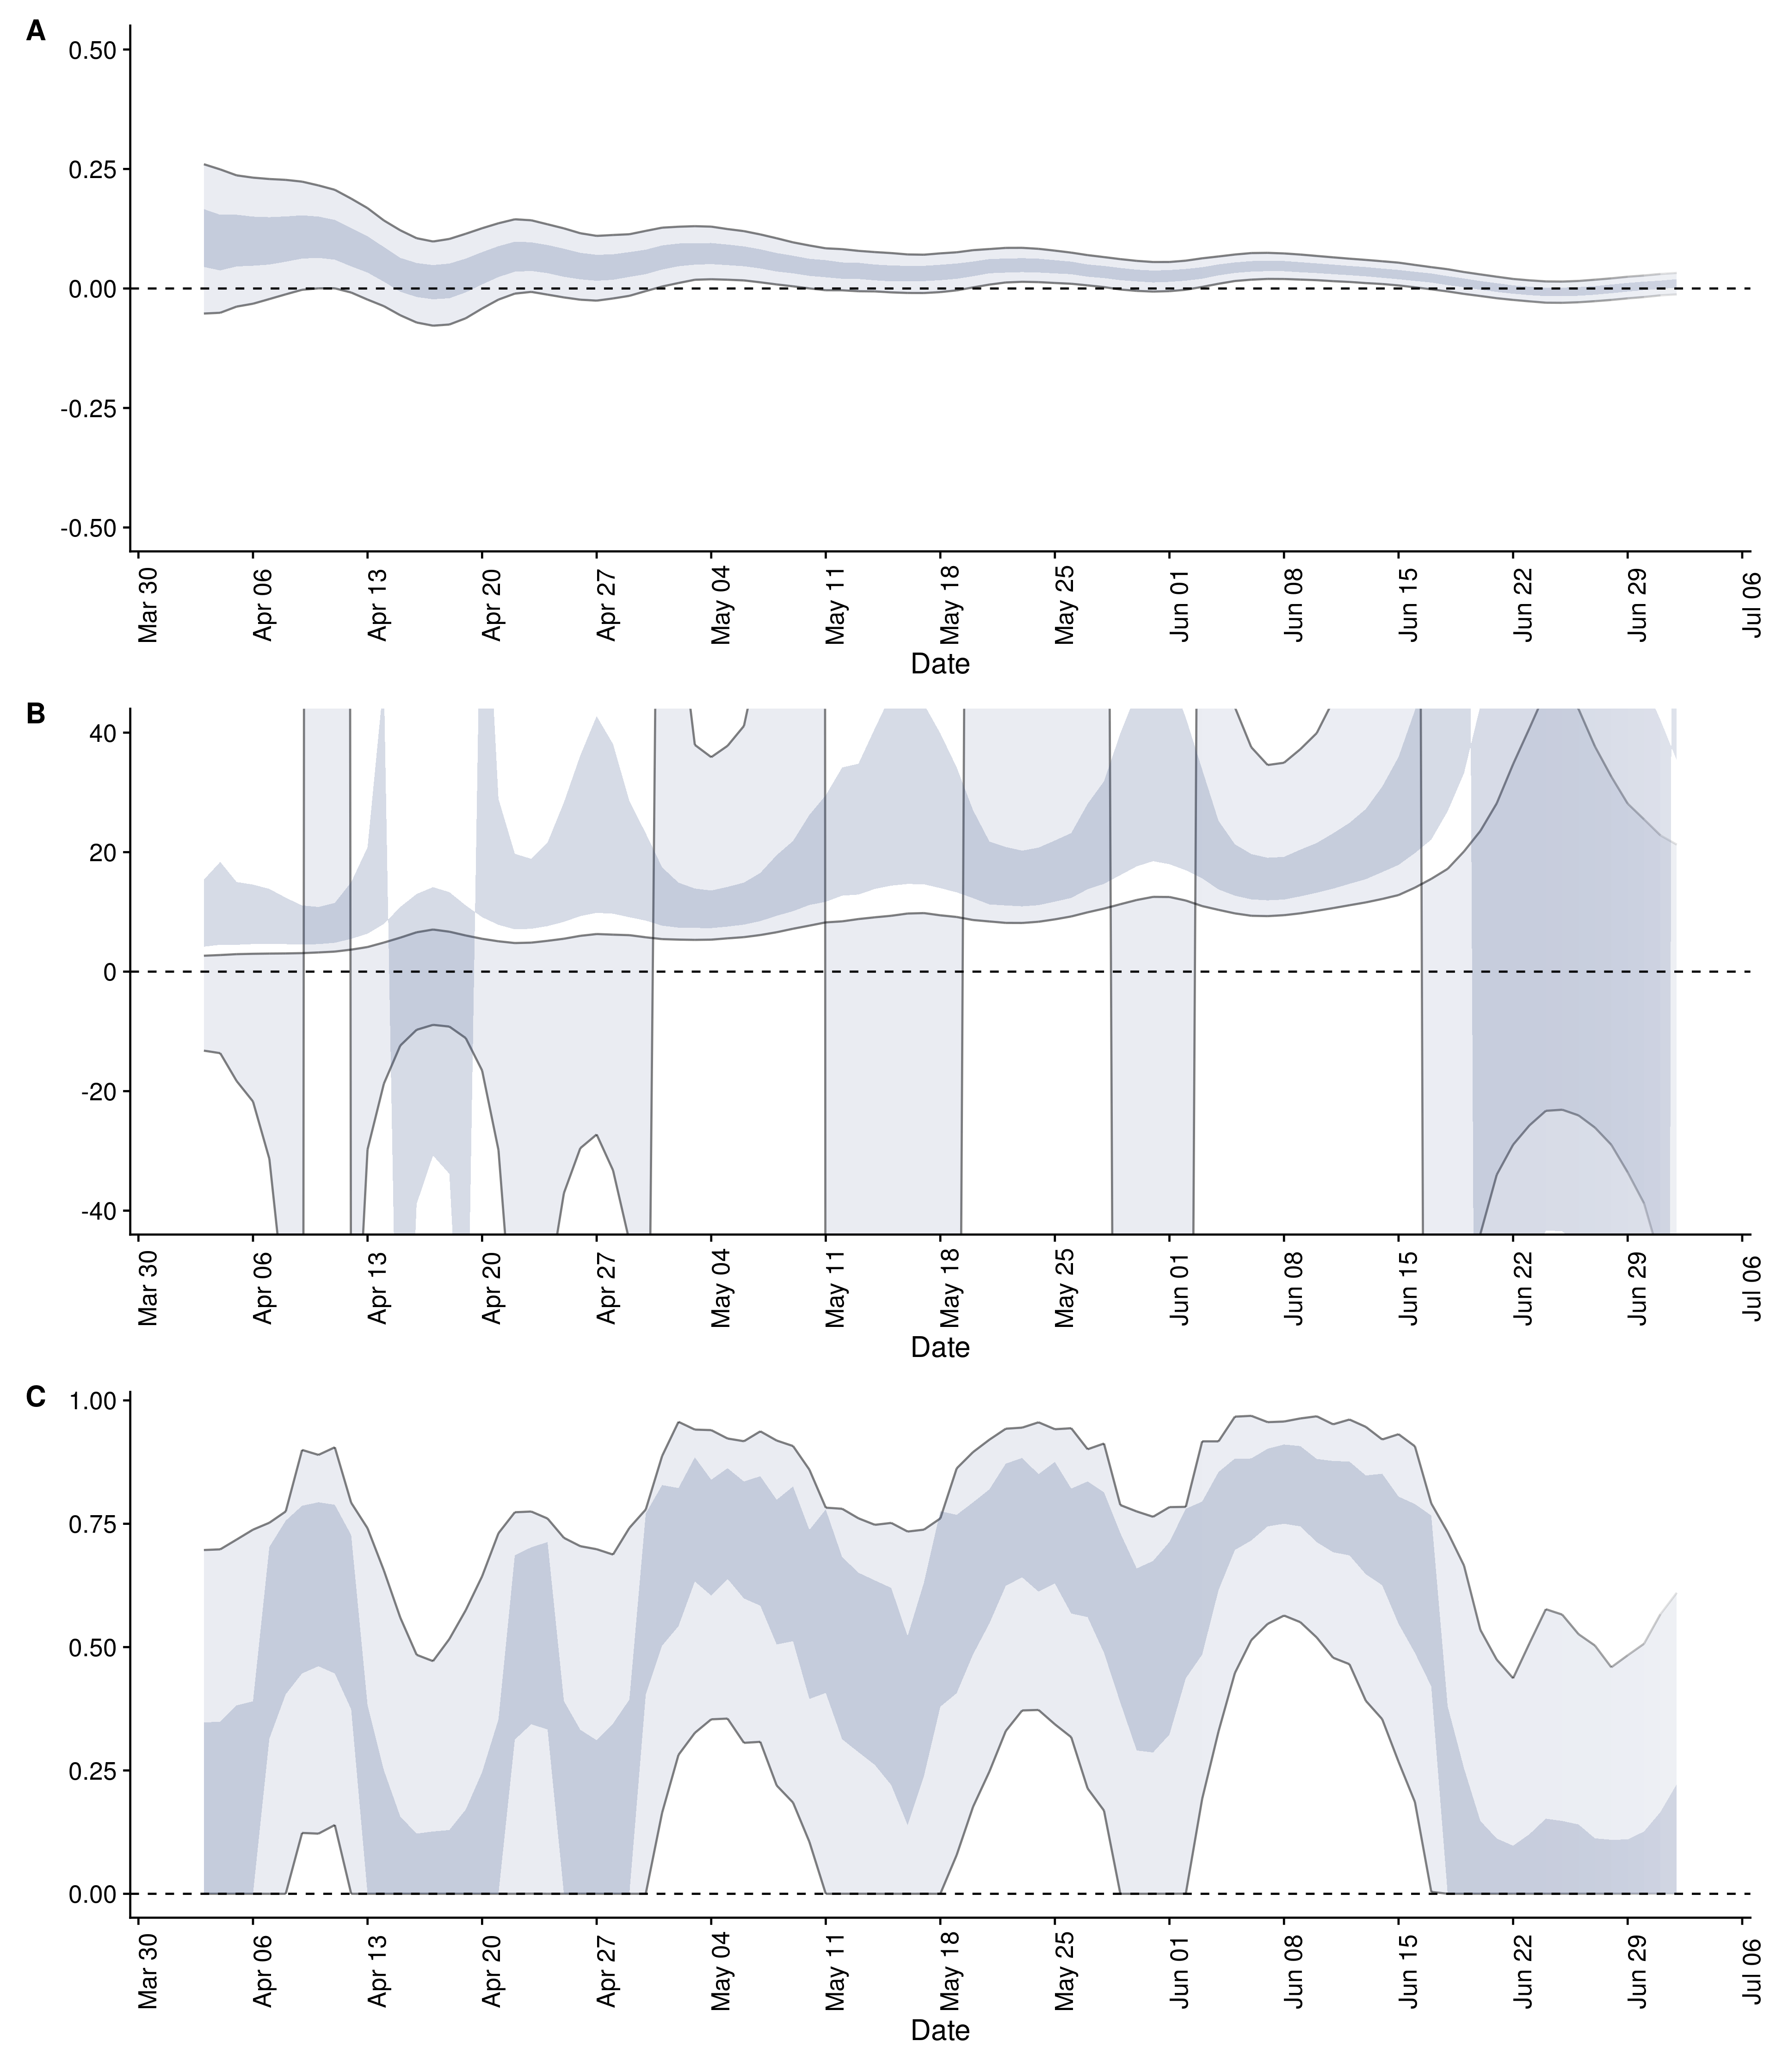 A
0.50
0.25
0.00
-0.25
-0.50
Mar 30
Apr 06
Apr 13
Apr 20
Apr 27
May 04
May 11
May 18
May 25
Jun 01
Jun 08
Jun 15
Jun 22
Jun 29
Jul 06
Date
B
40
20
0
-20
-40
Mar 30
Apr 06
Apr 13
Apr 20
Apr 27
May 04
May 11
May 18
May 25
Jun 01
Jun 08
Jun 15
Jun 22
Jun 29
Jul 06
Date
C
1.00
0.75
0.50
0.25
0.00
Mar 30
Apr 06
Apr 13
Apr 20
Apr 27
May 04
May 11
May 18
May 25
Jun 01
Jun 08
Jun 15
Jun 22
Jun 29
Jul 06
Date